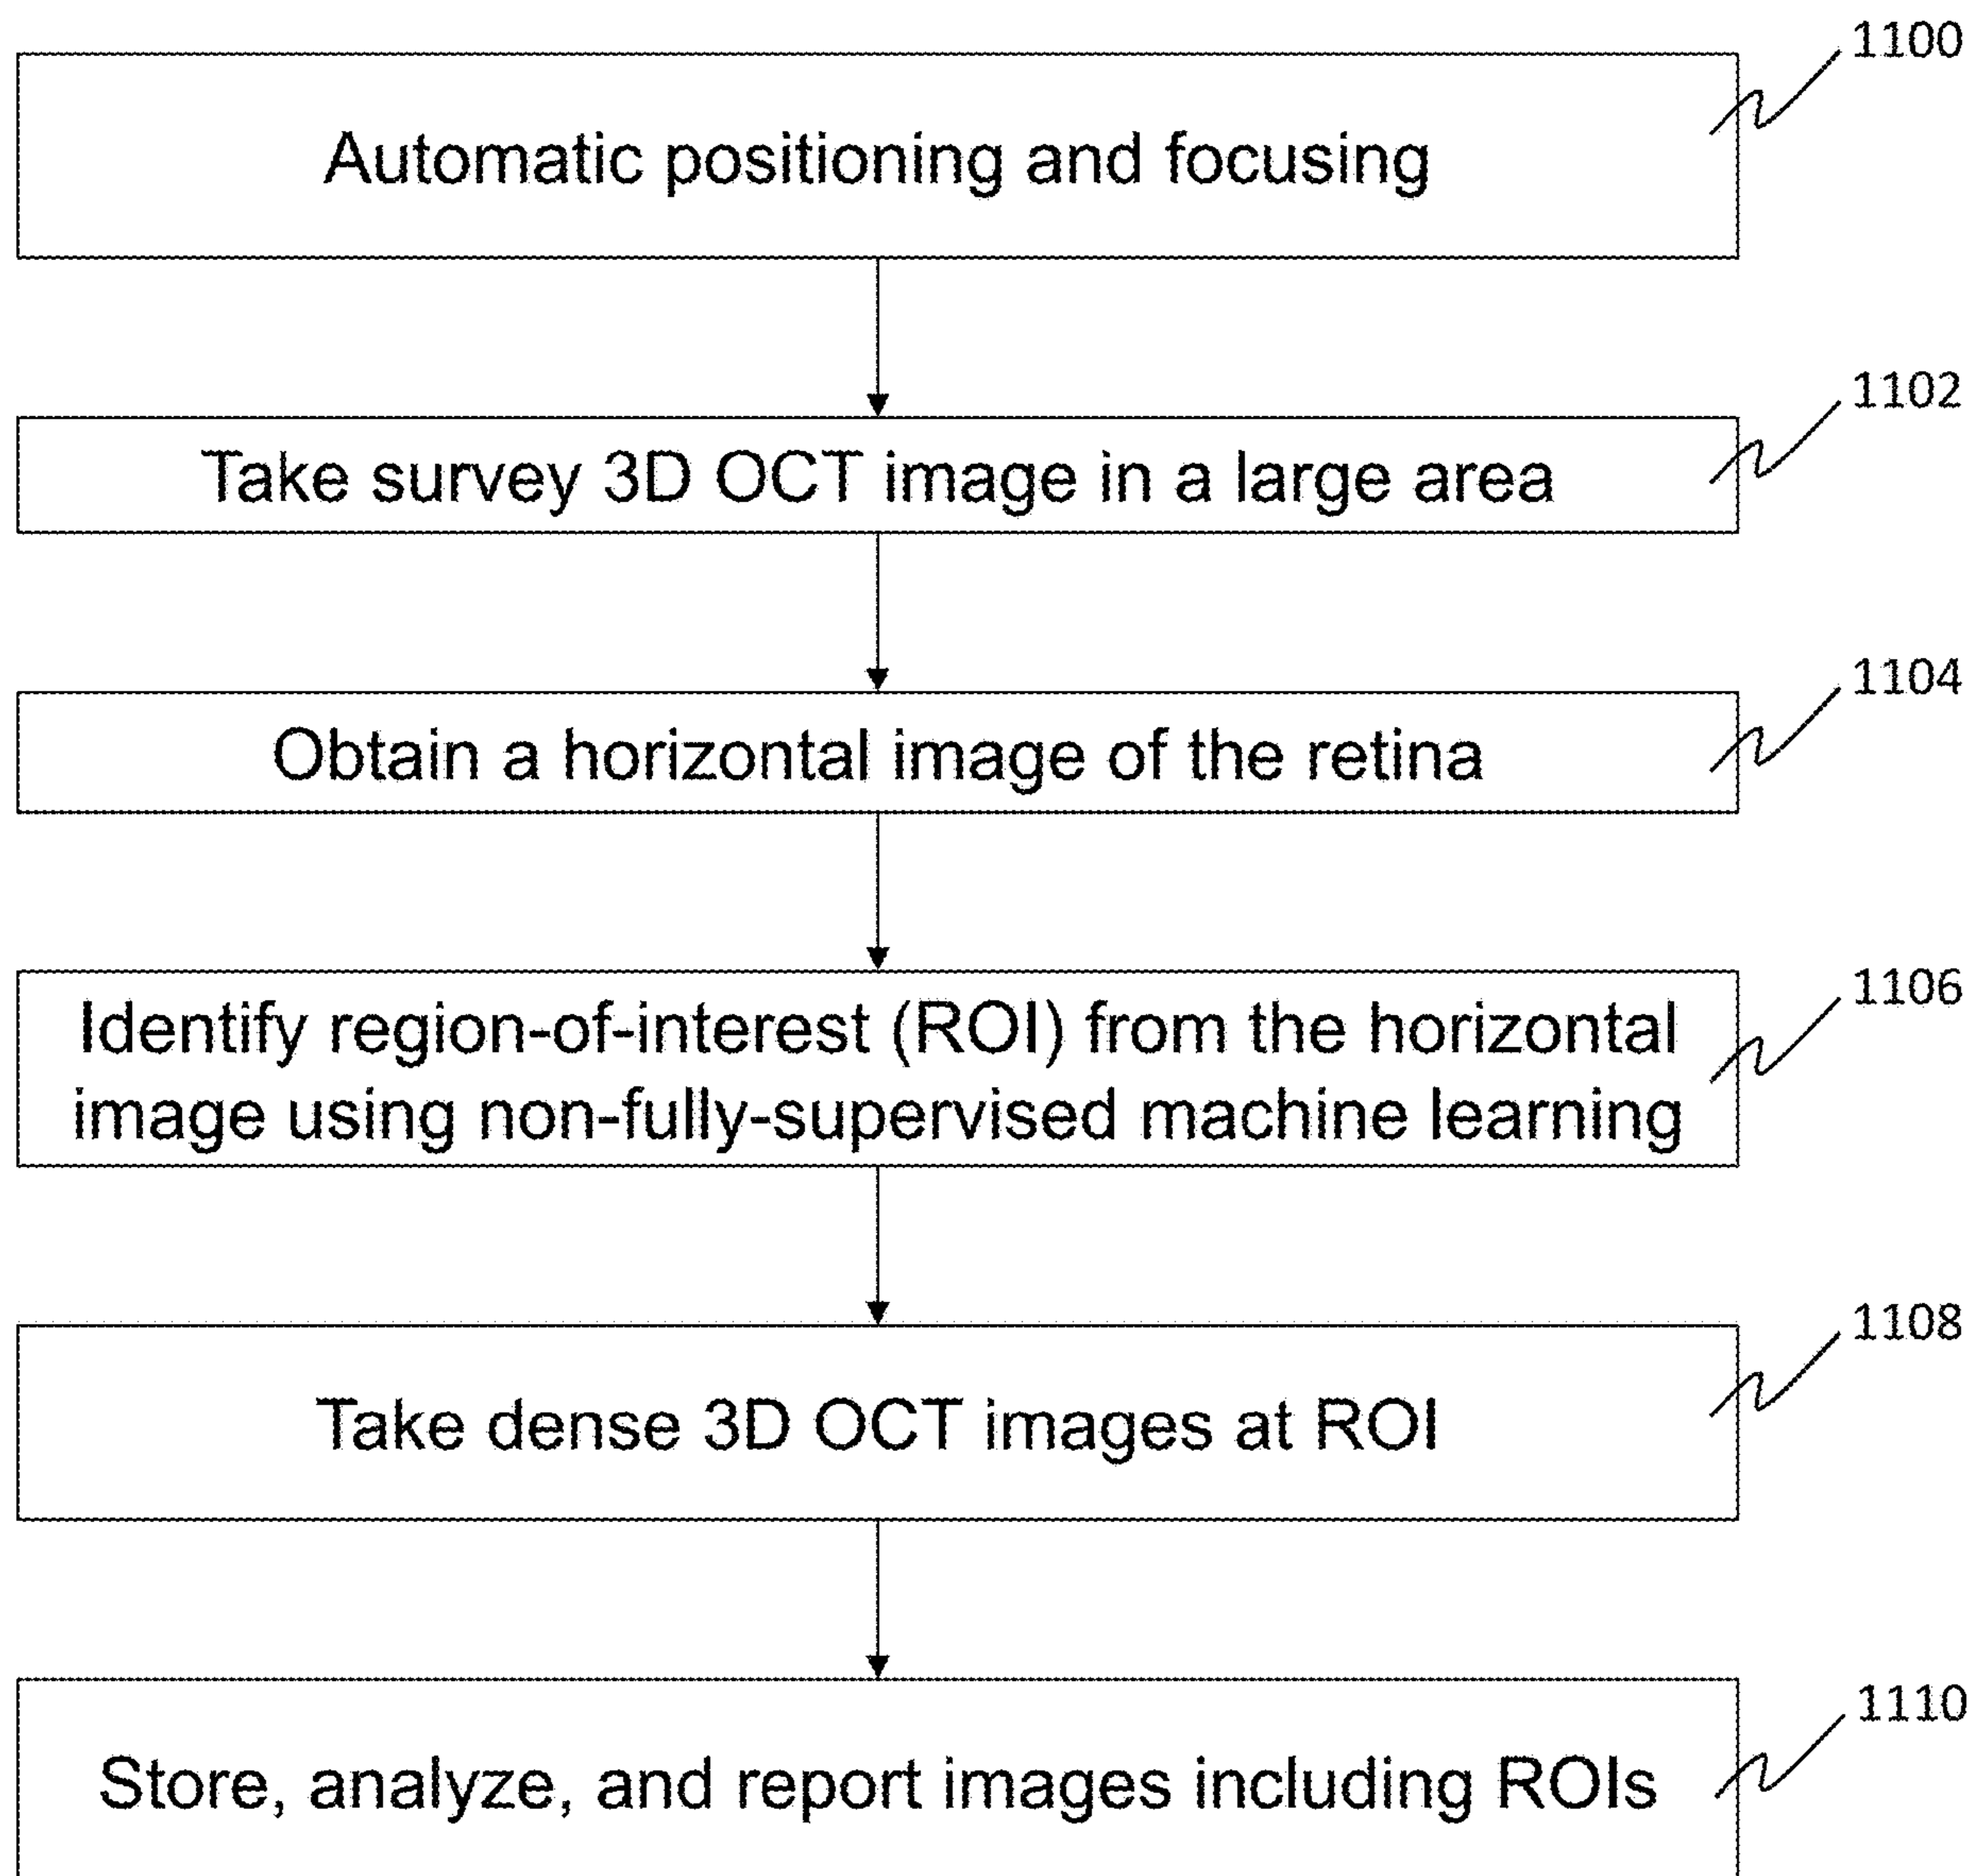 1100
Automatic positioning and focusing
1102
Take survey 3D OCT image in a large area
1104
Obtain a horizontal image of the retina
1106
Identify region-of-interest (ROI) from the horizontal
image using non-fully-supervised machine learning
1108
Take dense 3D OCT images at ROI
1110
Store, analyze, and report images including ROIs